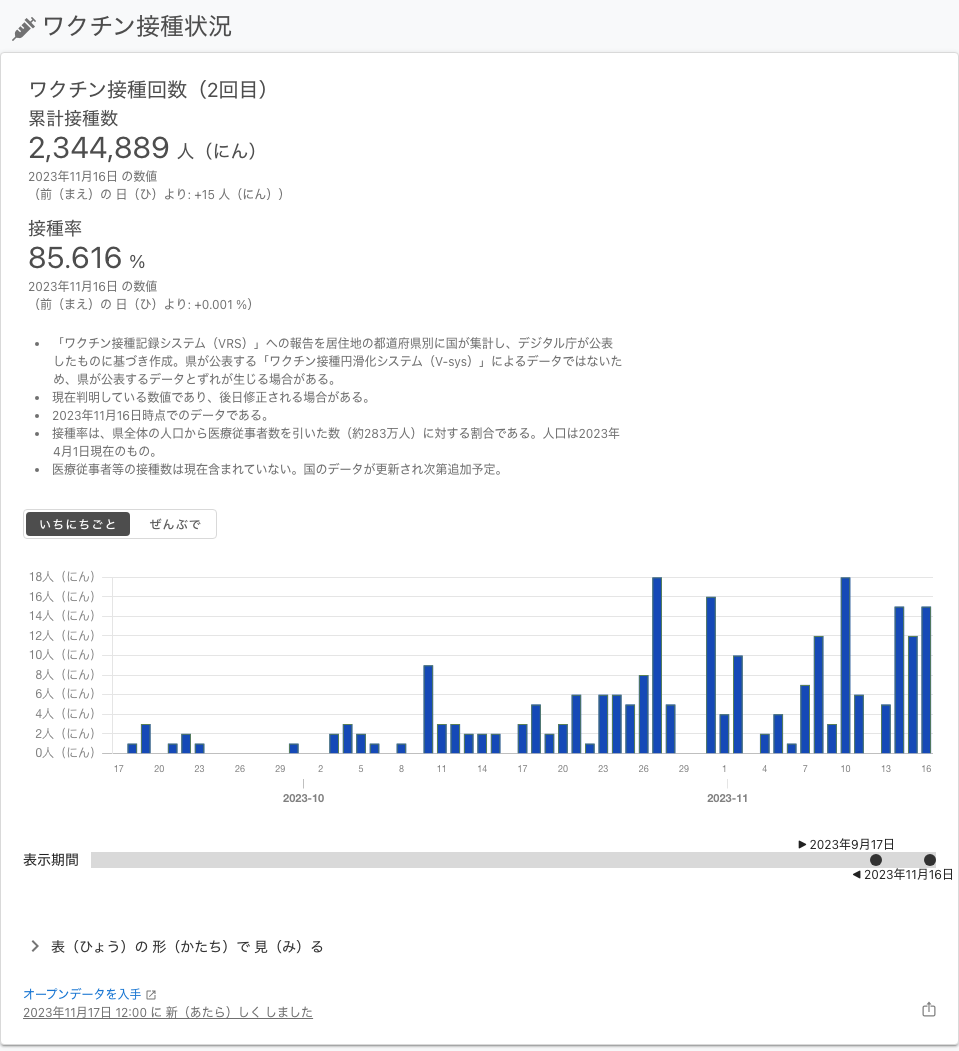 ワクチン接種状況
ワクチン接種回数（2回目）
累計接種数
2,344,889 人（にん）
2023年11月16日 の数値
（前（まえ）の 日（ひ）より: +15 人（にん））
接種率
85.616 %
2023年11月16日 の数値
（前（まえ）の 日（ひ）より: +0.001 %）
• 「ワクチン接種記録システム（VRS）」への報告を居住地の都道府県別に国が集計し、デジタル庁が公表
したものに基づき作成。県が公表する「ワクチン接種円滑化システム（V-sys）」によるデータではないた
め、県が公表するデータとずれが生じる場合がある。
• 現在判明している数値であり、後日修正される場合がある。
• 2023年11月16日時点でのデータである。
• 接種率は、県全体の人口から医療従事者数を引いた数（約283万人）に対する割合である。人口は2023年
4月1日現在のもの。
• 医療従事者等の接種数は現在含まれていない。国のデータが更新され次第追加予定。
いちにちごと ぜんぶで
18人（にん）
16人（にん）
14人（にん）
12人（にん）
10人（にん）
8人（にん）
6人（にん）
4人（にん）
2人（にん）
0人（にん）
17 20 23 26 29 2 5 8 11 14 17 20 23 26 29 1 4 7 10 13 16
2023-10 2023-11
▶ 2023年9月17日
表示期間
◀ 2023年11月16日
表（ひょう）の 形（かたち）で 見（み）る
オープンデータを入手
2023年11月17日 12:00 に 新（あたら）しく しました